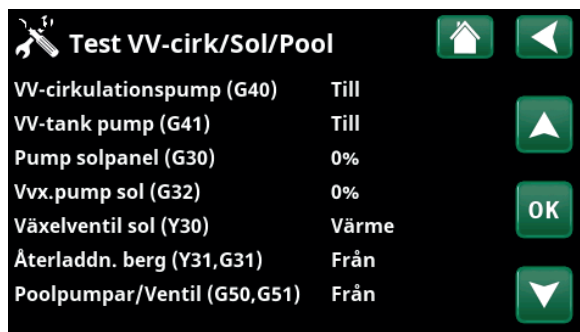 Test VV-cirk/Sol/Pool
VV-cirkulationspump (G40) Till
VV-tank pump (G41) Till
Pump solpanel (G30) 0%
Vvx.pump sol (G32) 0%
Växelventil sol (Y30) Värme
Återladdn. berg (Y31,G31) Från
Poolpumpar/Ventil (G50,G51) Från
OK